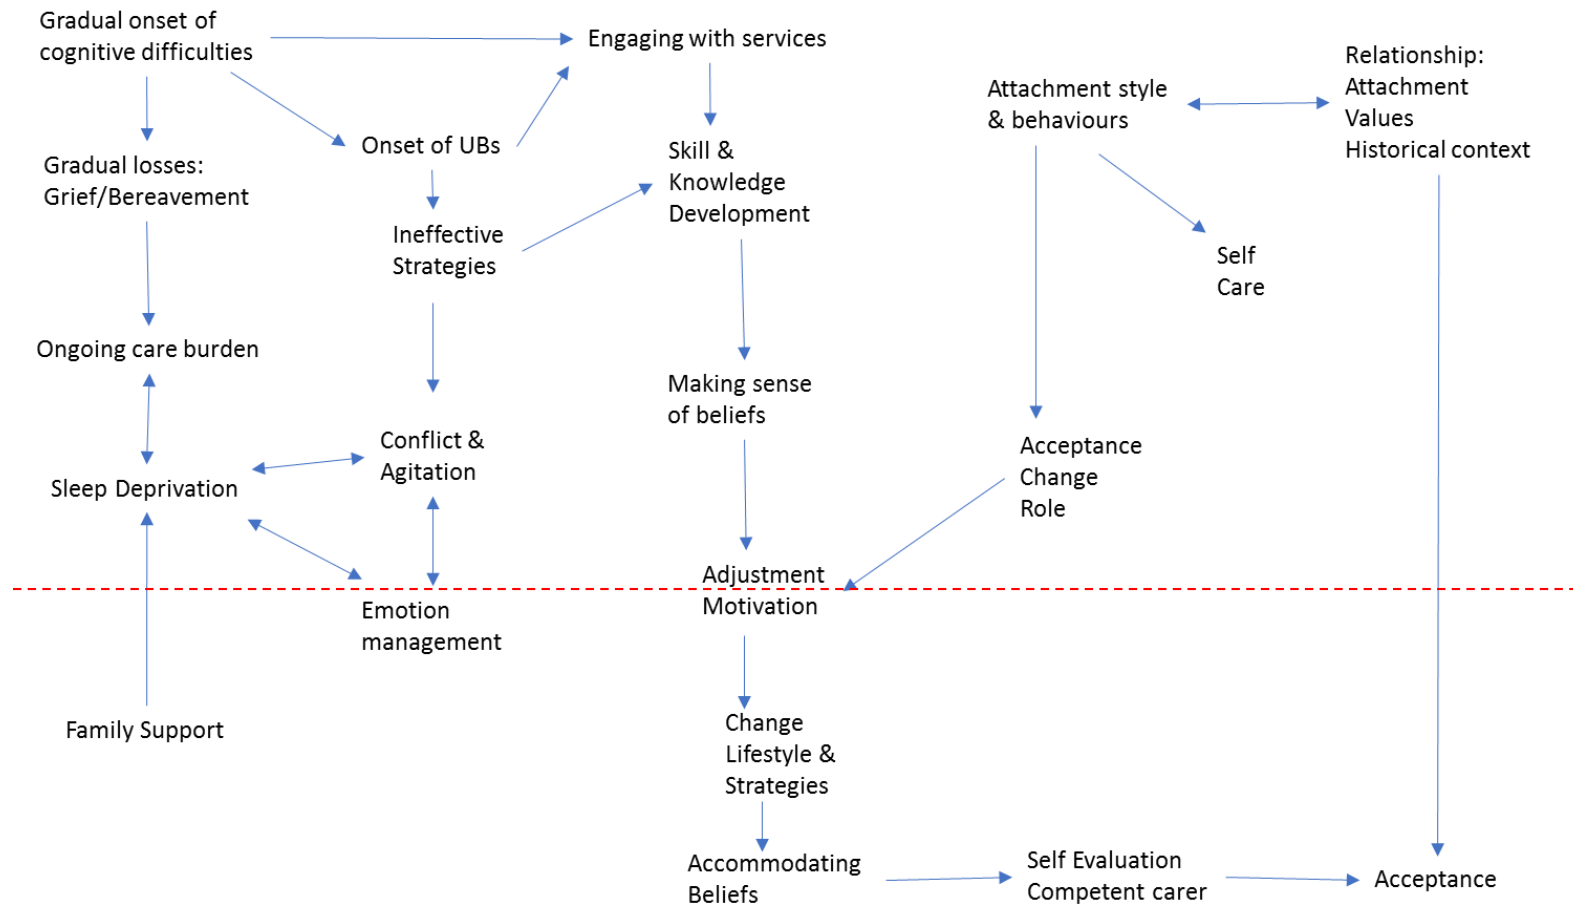 Gradual onset of
cognitive difficulties
Engaging with services
Relationship:
Attachment
Values
Historical context
Attachment style
& behaviours
Onset of UBs
Skill &
Knowledge
Development
Gradual losses:
Grief/Bereavement
Ineffective
Strategies
Self
Care
Ongoing care burden
Making sense
of beliefs
Conflict &
Agitation
Acceptance
Change
Role
Sleep Deprivation
Adjustment
Motivation
Emotion
management
Family Support
Change
Lifestyle &
Strategies
Accommodating
Beliefs
Self Evaluation
Competent carer
Acceptance